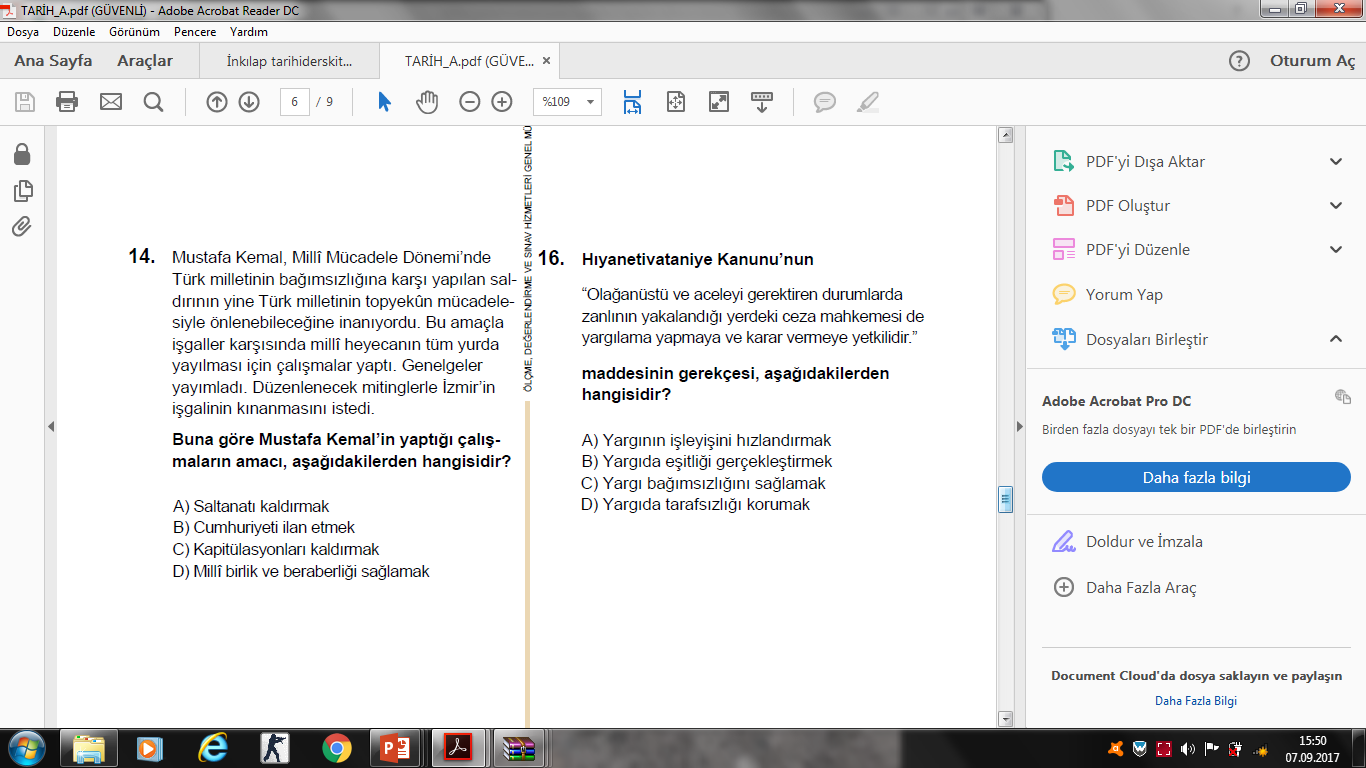 TARİH_A.pdf (GÜVENLİ) - Adobe Acrobat Reader DC
Dosya Düzenle Görünüm Pencere Yardım
Ana Sayfa Araçlar İnkılap tarihiderskit... TARİH_A.pdf (GÜVE... × Oturum Aç
6 / 9 %109
ÖLÇME, DEĞERLENDİRME VE SINAV HİZMETLERİ GENEL MÜ
14. Mustafa Kemal, Millî Mücadele Dönemi’nde
Türk milletinin bağımsızlığına karşı yapılan sal-
dırının yine Türk milletinin topyekûn mücadele-
siyle önlenebileceğine inanıyordu. Bu amaçla
işgaller karşısında millî heyecanın tüm yurda
yayılması için çalışmalar yaptı. Genelgeler
yayımladı. Düzenlenecek mitinglerle İzmir’in
işgalinin kınanmasını istedi.
Buna göre Mustafa Kemal’in yaptığı çalış-
maların amacı, aşağıdakilerden hangisidir?
A) Saltanatı kaldırmak
B) Cumhuriyeti ilan etmek
C) Kapitülasyonları kaldırmak
D) Millî birlik ve beraberliği sağlamak
16. Hıyanetivataniye Kanunu’nun
“Olağanüstü ve aceleyi gerektiren durumlarda
zanlının yakalandığı yerdeki ceza mahkemesi de
yargılama yapmaya ve karar vermeye yetkilidir.”
maddesinin gerekçesi, aşağıdakilerden
hangisidir?
A) Yargının işleyişini hızlandırmak
B) Yargıda eşitliği gerçekleştirmek
C) Yargı bağımsızlığını sağlamak
D) Yargıda tarafsızlığı korumak
PDF'yi Dışa Aktar
PDF Oluştur
PDF'yi Düzenle
Yorum Yap
Dosyaları Birleştir
Adobe Acrobat Pro DC
Birden fazla dosyayı tek bir PDF'de birleştirin
Daha fazla bilgi
Doldur ve İmzala
Daha Fazla Araç
Document Cloud'da dosya saklayın ve paylaşın
Daha Fazla Bilgi
15:50
07.09.2017